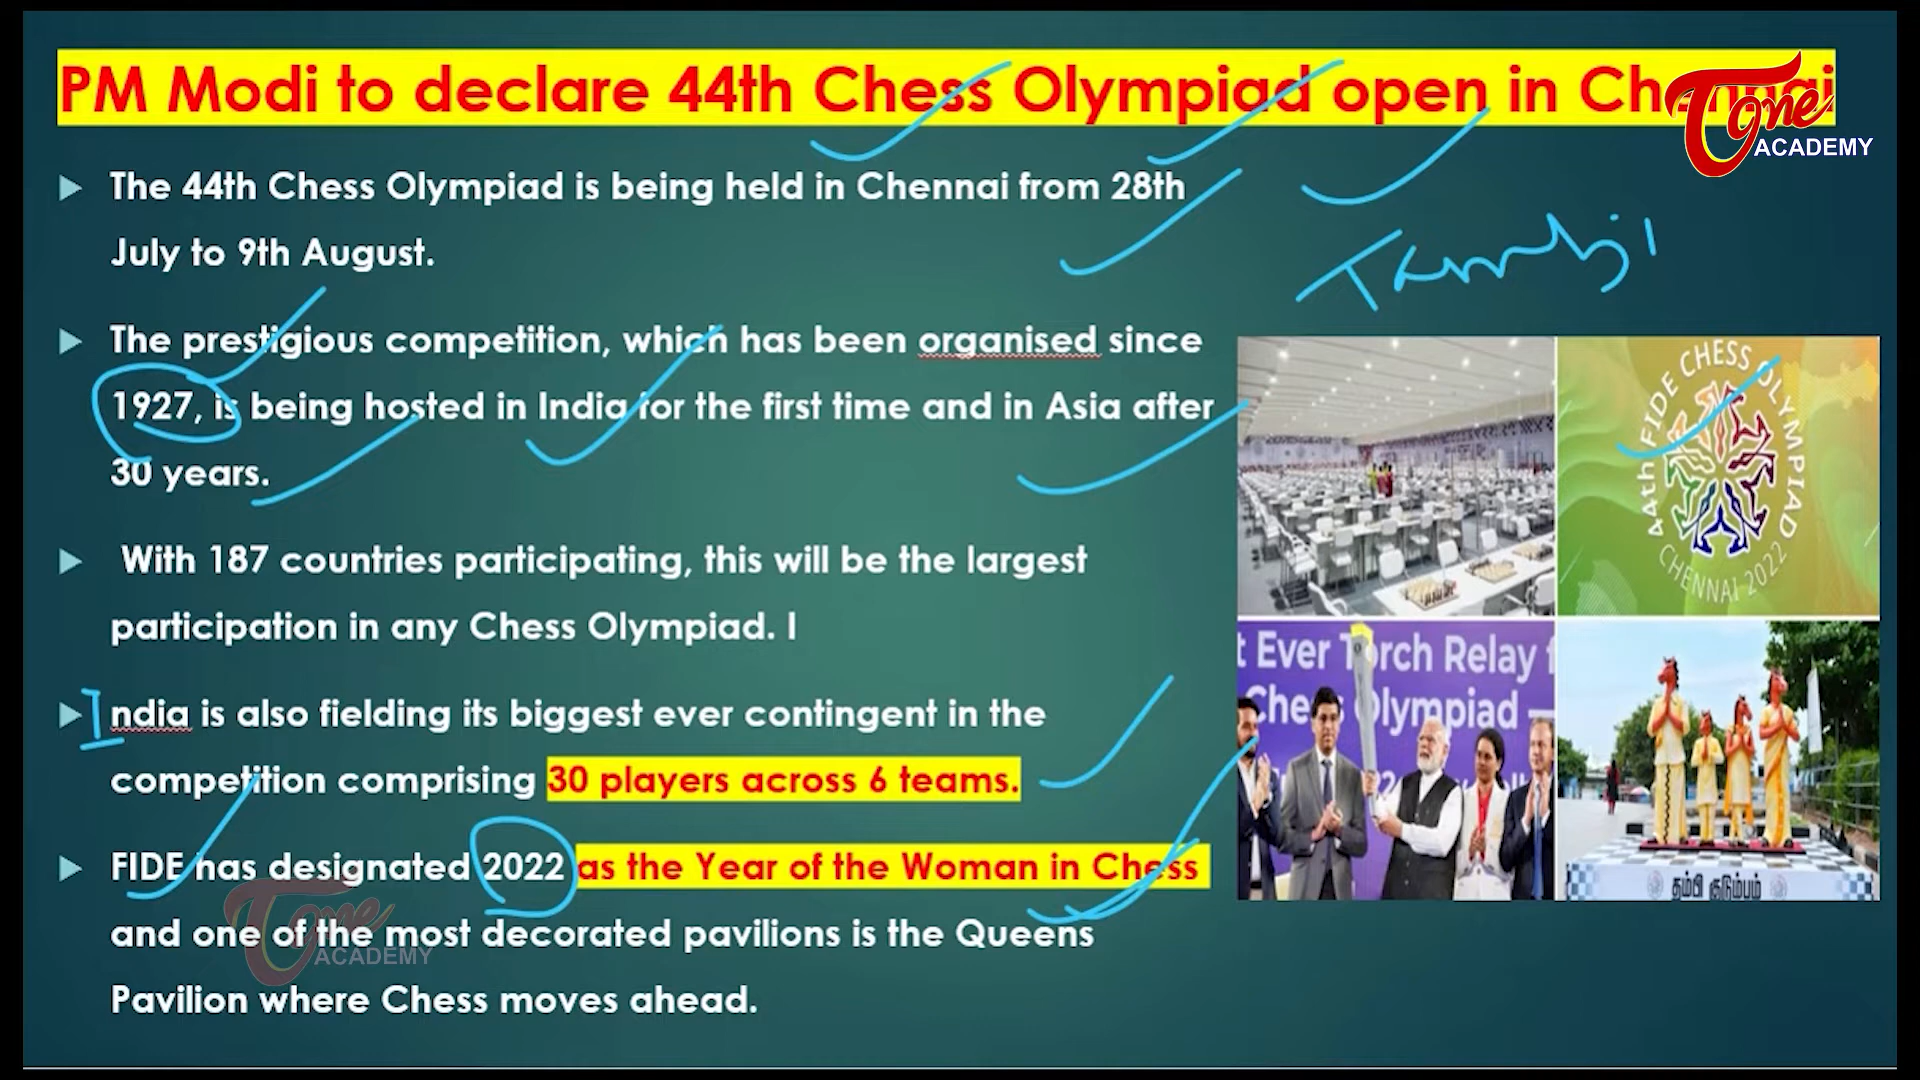 PM Modi to declare 44th Chess Olympiad open in Chennai
Tone
ACADEMY
The 44th Chess Olympiad is being held in Chennai from 28th
July to 9th August.
Tambi
The prestigious competition, which has been organised since
1927, is being hosted in India for the first time and in Asia after
30 years.
With 187 countries participating, this will be the largest
participation in any Chess Olympiad. I
I ndia is also fielding its biggest ever contingent in the
competition comprising 30 players across 6 teams.
FIDE has designated 2022 as the Year of the Woman in Chess
and one of the most decorated pavilions is the Queens
Pavilion where Chess moves ahead.
Tone
ACADEMY
44th FIDE CHESS OLYMPIAD
CHENNAI 2022
t Ever Torch Relay f
Chess Olympiad –
தம்பி குடும்பம்